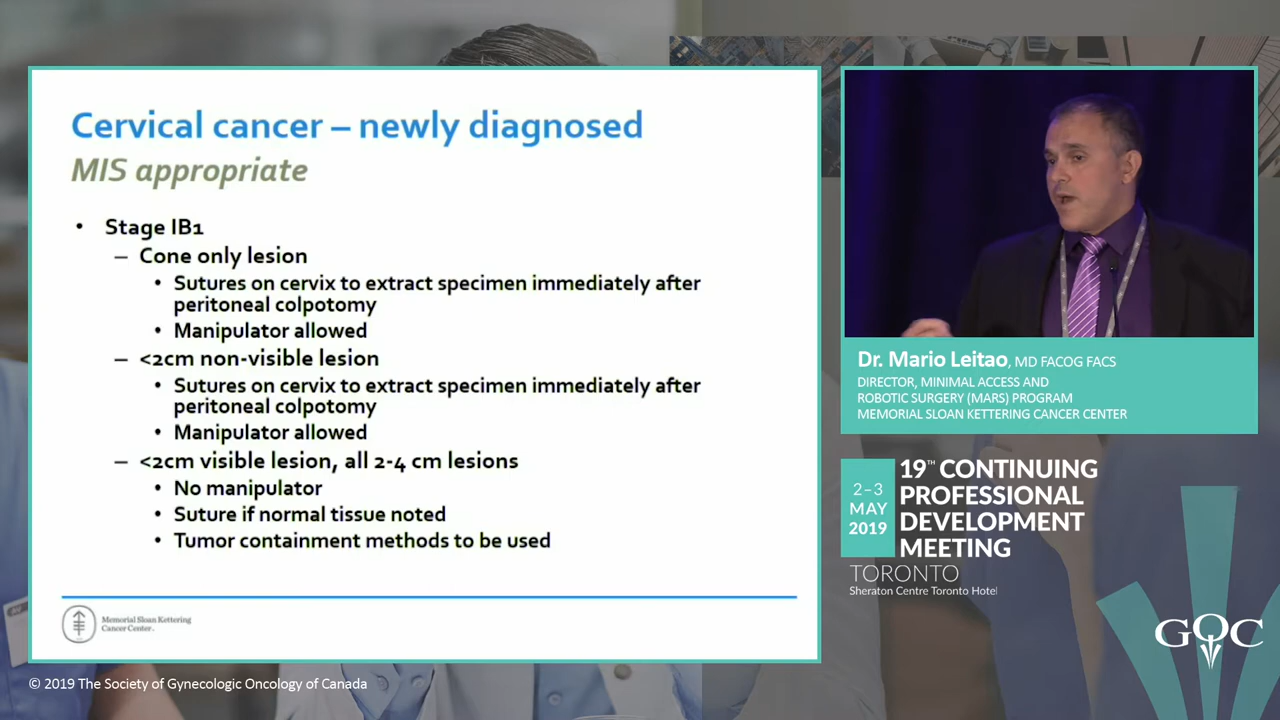 Cervical cancer – newly diagnosed
MIS appropriate
• Stage IB1
– Cone only lesion
• Sutures on cervix to extract specimen immediately after
peritoneal colpotomy
• Manipulator allowed
– <2cm non-visible lesion
• Sutures on cervix to extract specimen immediately after
peritoneal colpotomy
• Manipulator allowed
– <2cm visible lesion, all 2-4 cm lesions
• No manipulator
• Suture if normal tissue noted
• Tumor containment methods to be used
Memorial Sloan Kettering
Cancer Center
© 2019 The Society of Gynecologic Oncology of Canada
Dr. Mario Leitao, MD FACOG FACS
DIRECTOR, MINIMAL ACCESS AND
ROBOTIC SURGERY (MARS) PROGRAM
MEMORIAL SLOAN KETTERING CANCER CENTER
2–3
MAY
2019
19™ CONTINUING
PROFESSIONAL
DEVELOPMENT
MEETING
TORONTO
Sheraton Centre Toronto Hotel
GOC